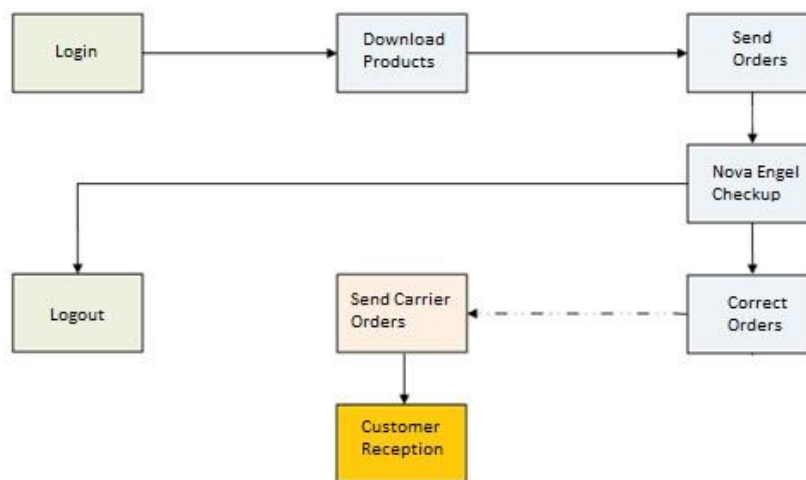 Login
Download
Products
Send
Orders
Nova Engel
Checkup
Logout
Send Carrier
Orders
Correct
Orders
Customer
Reception